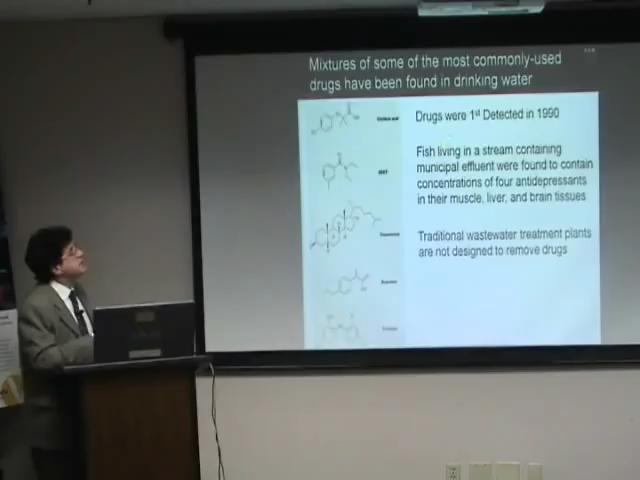 Mixtures of some of the most commonly-used
drugs have been found in drinking water
Drugs were 1st Detected in 1990
Fish living in a stream containing
municipal effluent were found to contain
concentrations of four antidepressants
in their muscle, liver, and brain tissues
Traditional wastewater treatment plants
are not designed to remove drugs